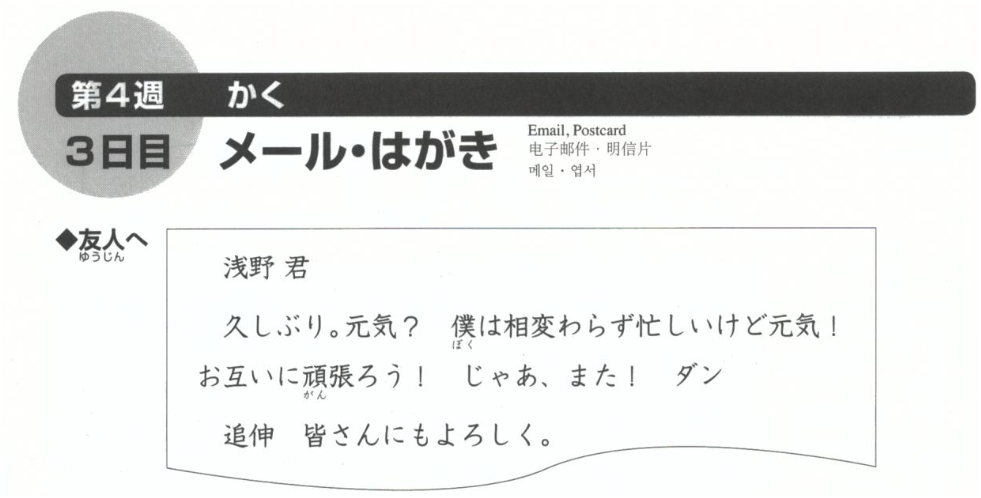 第4週 かく
3日目 メール・はがき
Email, Postcard
电子邮件・明信片
메일・엽서
◆友人へ
ゆうじん
浅野 君
久しぶり。元気? 僕は相変わらず忙しいけど元気!
ぼく
お互いに頑張ろう! じゃあ、また! ダン
がん
追伸 皆さんにもよろしく。